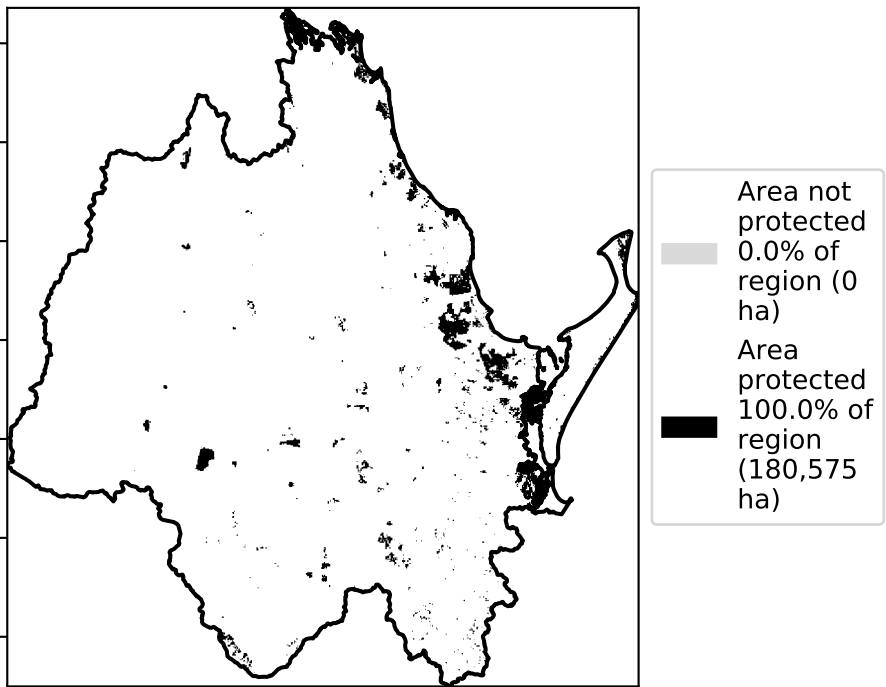 Area not
protected
0.0% of
region (0
ha)
Area
protected
100.0% of
region
(180,575
ha)